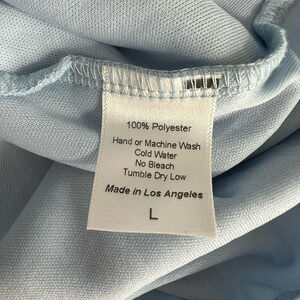 100% Polyester
Hand or Machine Wash
Cold Water
No Bleach
Tumble Dry Low
Made in Los Angeles
L